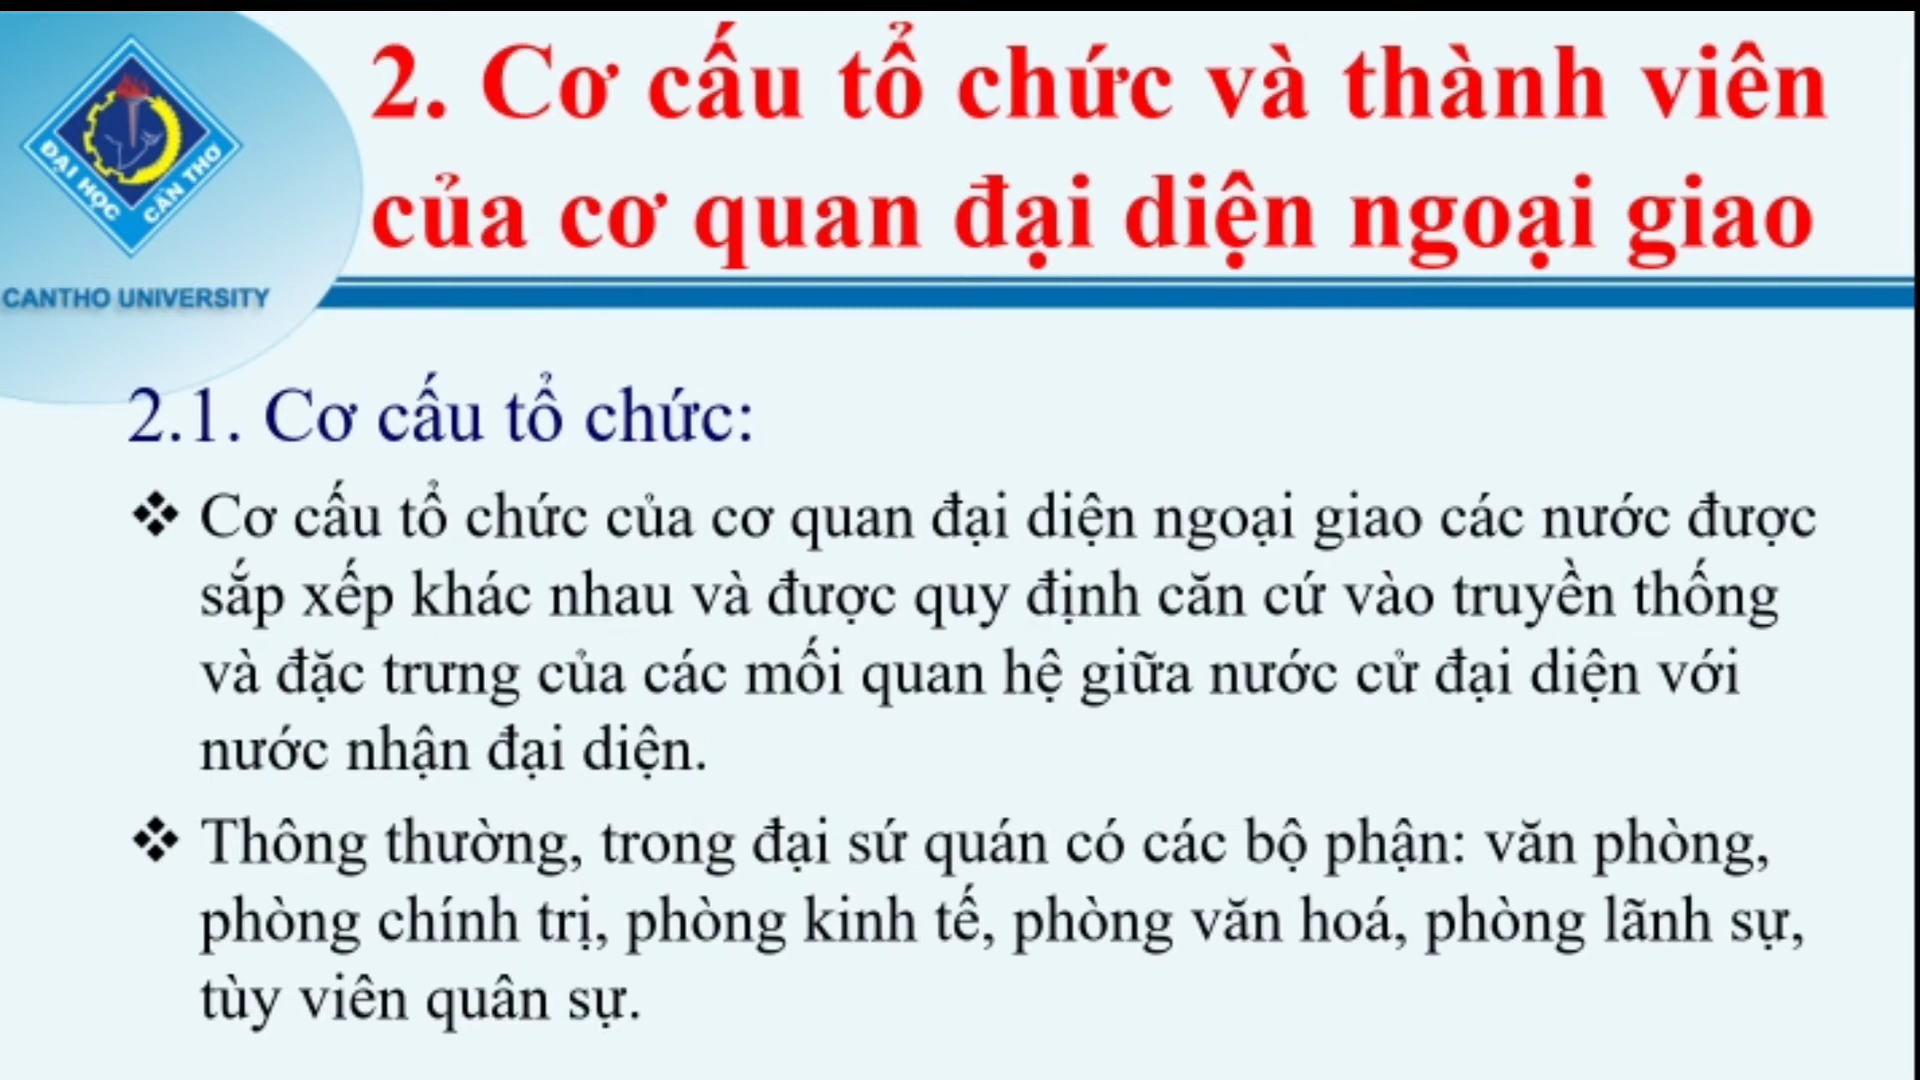 ĐẠI HỌC CẦN THƠ
CANTHO UNIVERSITY
2. Cơ cấu tổ chức và thành viên
của cơ quan đại diện ngoại giao
2.1. Cơ cấu tổ chức:
❖ Cơ cấu tổ chức của cơ quan đại diện ngoại giao các nước được
sắp xếp khác nhau và được quy định căn cứ vào truyền thống
và đặc trưng của các mối quan hệ giữa nước cử đại diện với
nước nhận đại diện.
❖ Thông thường, trong đại sứ quán có các bộ phận: văn phòng,
phòng chính trị, phòng kinh tế, phòng văn hoá, phòng lãnh sự,
tùy viên quân sự.